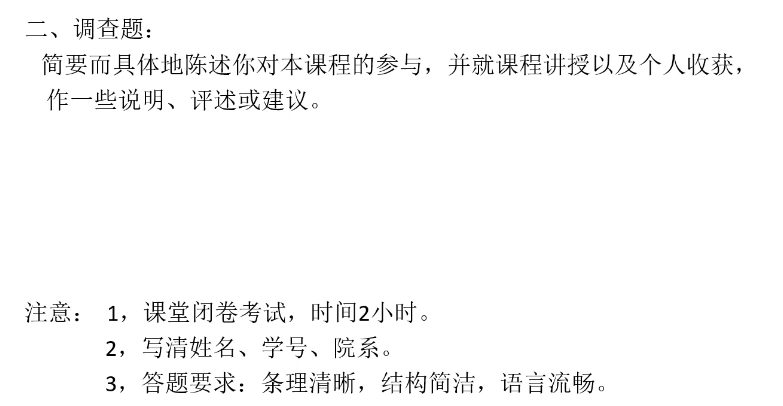 二、调查题：
简要而具体地陈述你对本课程的参与，并就课程讲授以及个人收获，
作一些说明、评述或建议。
注意： 1，课堂闭卷考试，时间2小时。
2，写清姓名、学号、院系。
3，答题要求：条理清晰，结构简洁，语言流畅。